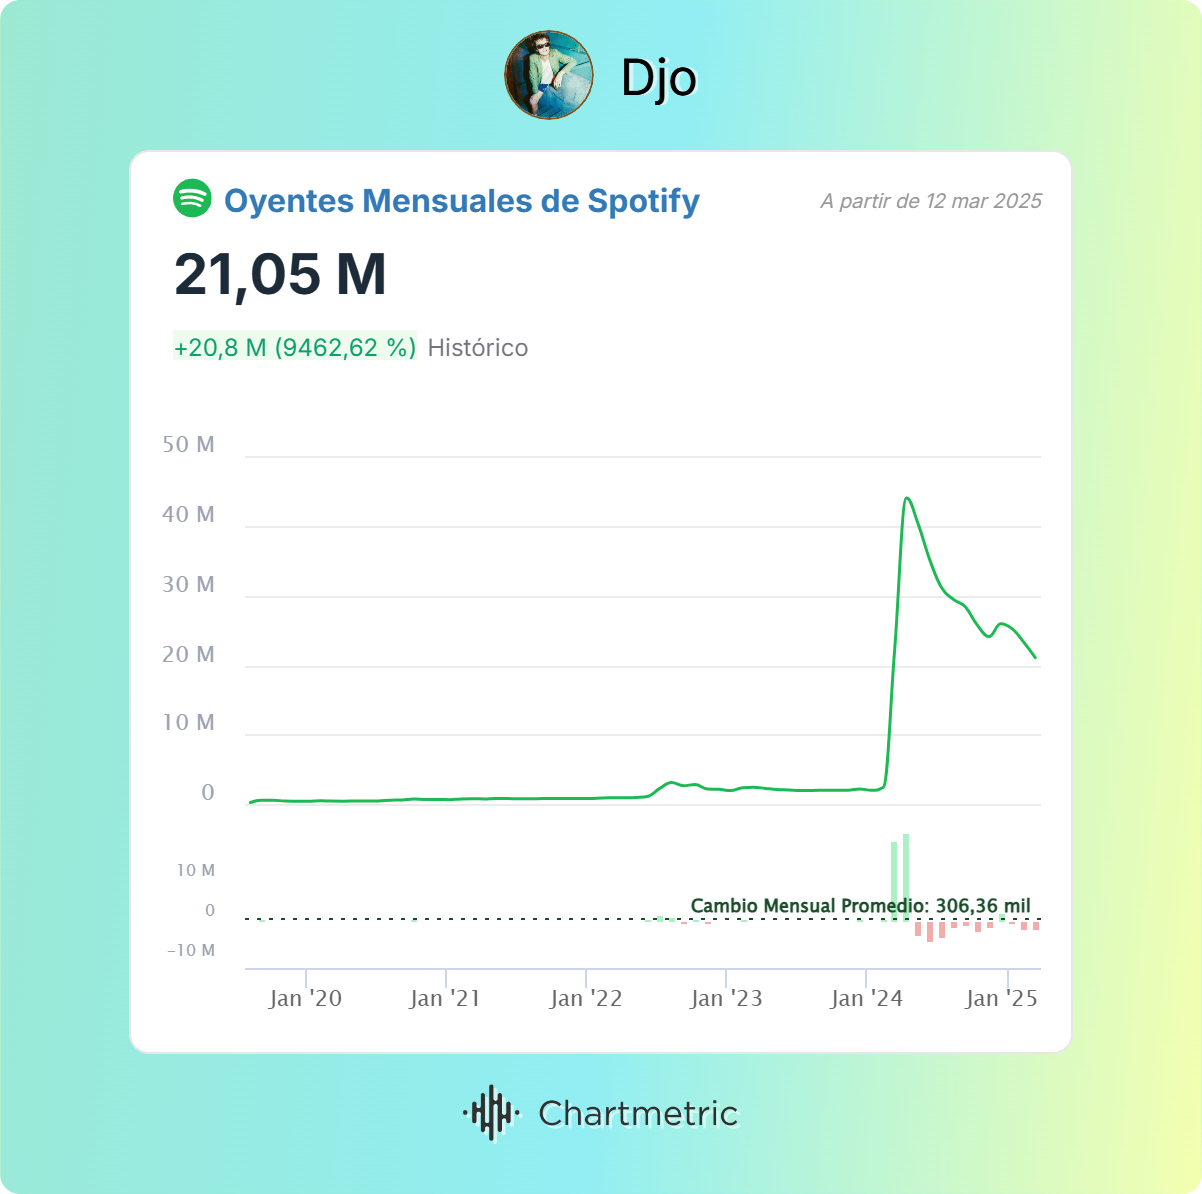 Djo
Oyentes Mensuales de Spotify
A partir de 12 mar 2025
21,05 M
+20,8 M (9462,62 %) Histórico
50 M
40 M
30 M
20 M
10 M
0
10 M
0
-10 M
Cambio Mensual Promedio: 306,36 mil
Jan '20 Jan '21 Jan '22 Jan '23 Jan '24 Jan '25
Chartmetric